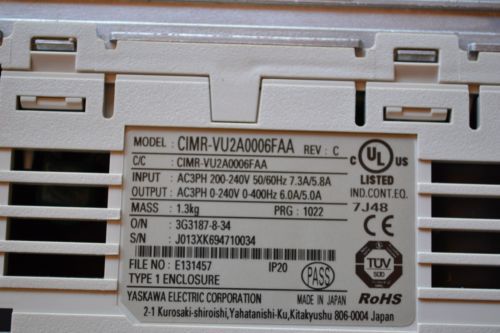 MODEL : CIMR-VU2A0006FAA REV : C
C/C : CIMR-VU2A0006FAA
INPUT : AC3PH 200-240V 50/60Hz 7.3A/5.8A
OUTPUT : AC3PH 0-240V 0-400Hz 6.0A/5.0A
MASS : 1.3kg PRG : 1022
O/N : 3G3187-8-34
S/N : J013XK694710034
FILE NO : E131457 IP20
TYPE 1 ENCLOSURE
PASS
YASKAWA ELECTRIC CORPORATION
2-1 Kurosaki-shiroishi, Yahatanishi-Ku, Kitakyushu 806-0004 Japan
C UL US
LISTED
IND.CONT.EQ.
7J48
CE
TÜV
RoHS